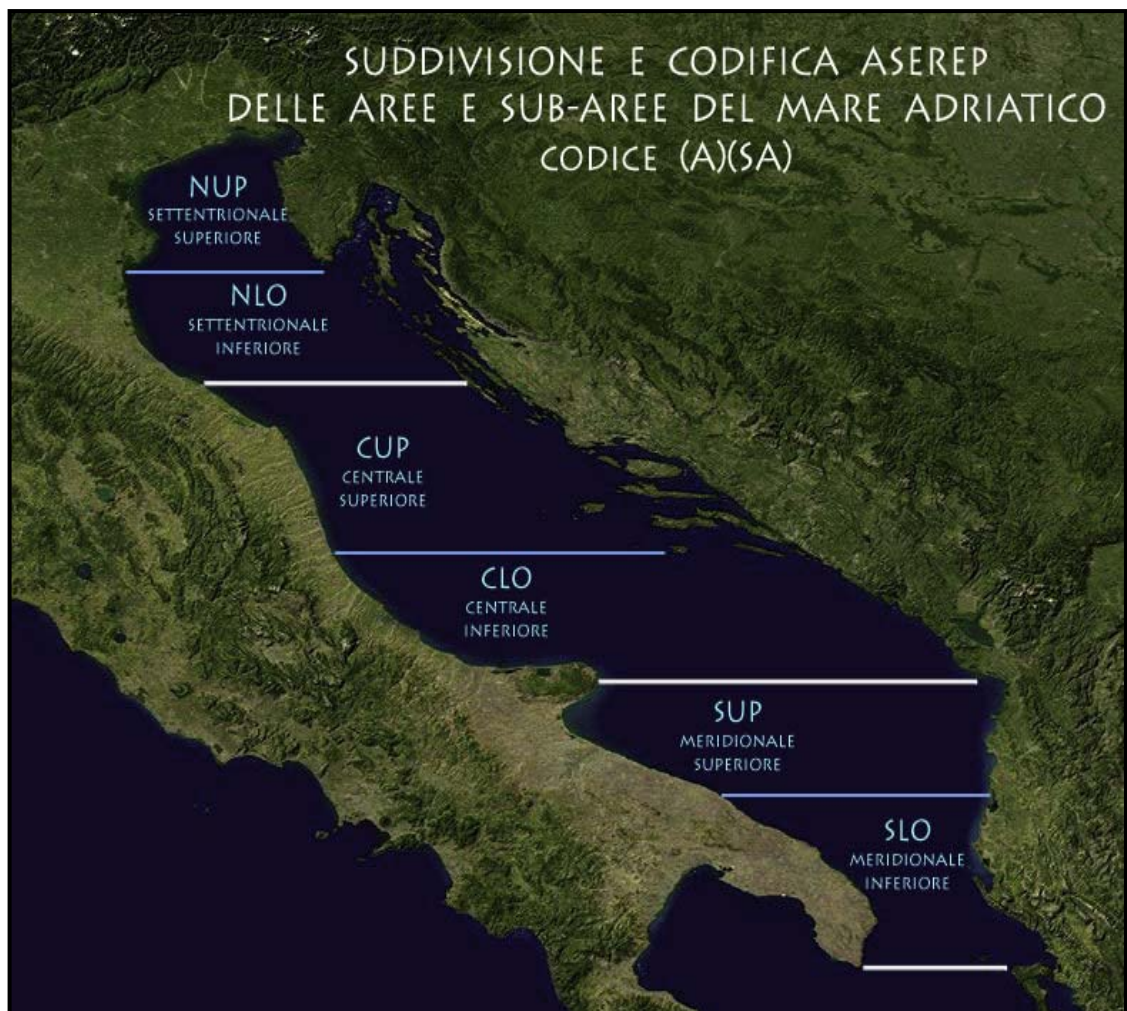 SUDDIVISIONE E CODIFICA ASEREP
DELLE AREE E SUB-AREE DEL MARE ADRIATICO
CODICE (A)(SA)
NUP
SETTENTRIONALE
SUPERIORE
NLO
SETTENTRIONALE
INFERIORE
CUP
CENTRALE
SUPERIORE
CLO
CENTRALE
INFERIORE
SUP
MERIDIONALE
SUPERIORE
SLO
MERIDIONALE
INFERIORE